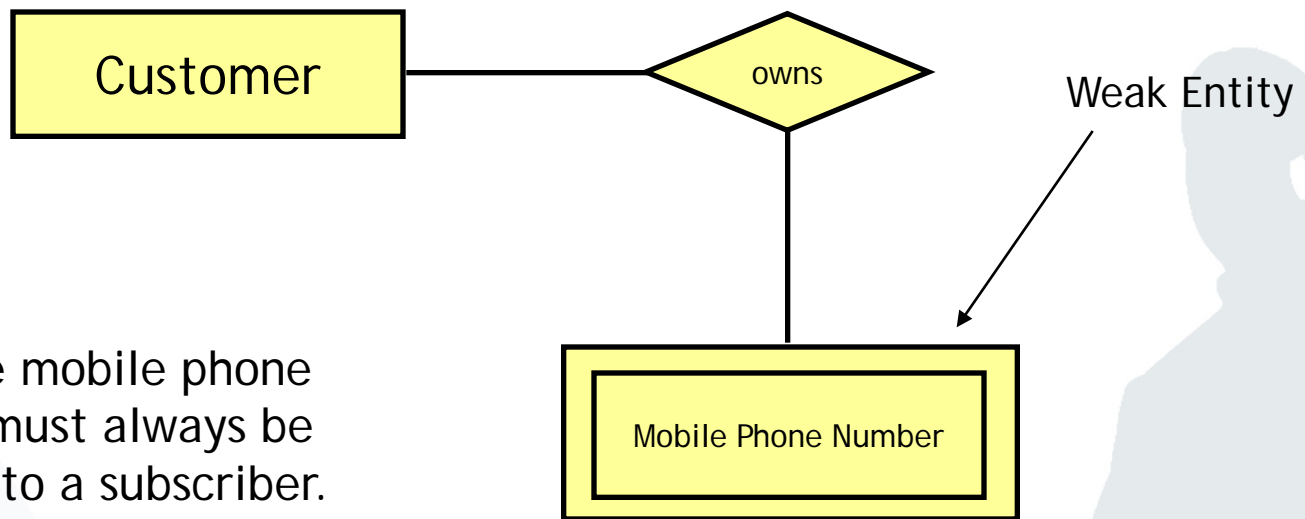 Customer
owns
Weak Entity
mobile phone
must always be
to a subscriber.
Mobile Phone Number